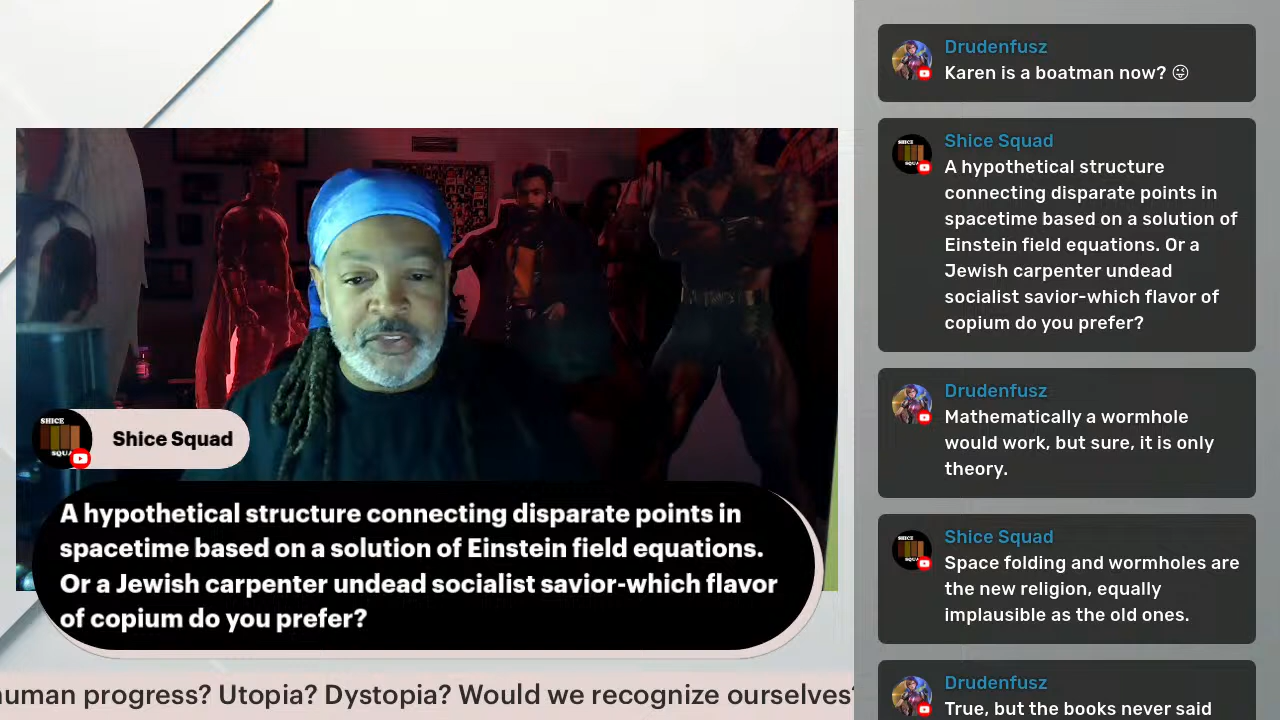 Shice Squad
A hypothetical structure connecting disparate points in
spacetime based on a solution of Einstein field equations.
Or a Jewish carpenter undead socialist savior-which flavor
of copium do you prefer?
human progress? Utopia? Dystopia? Would we recognize ourselves?
Drudenfusz
Karen is a boatman now? 😜
SHICE
Shice Squad
A hypothetical structure
connecting disparate points in
spacetime based on a solution of
Einstein field equations. Or a
Jewish carpenter undead
socialist savior-which flavor of
copium do you prefer?
Drudenfusz
Mathematically a wormhole
would work, but sure, it is only
theory.
Shice Squad
Space folding and wormholes are
the new religion, equally
implausible as the old ones.
Drudenfusz
True, but the books never said